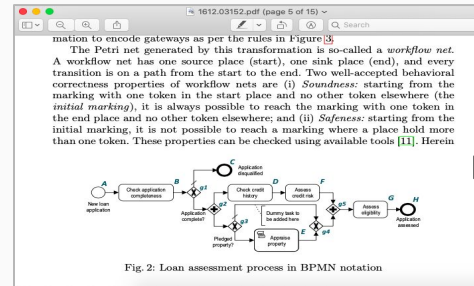 1612.03152.pdf (page 5 of 15)
Search
mation to encode gateways as per the rules in Figure 3.
The Petri net generated by this transformation is so-called a workflow net.
A workflow net has one source place (start), one sink place (end), and every
transition is on a path from the start to the end. Two well-accepted behavioral
correctness properties of workflow nets are (i) Soundness: starting from the
marking with one token in the start place and no other token elsewhere (the
initial marking), it is always possible to reach the marking with one token in
the end place and no other token elsewhere; and (ii) Safeness: starting from the
initial marking, it is not possible to reach a marking where a place hold more
than one token. These properties can be checked using available tools [11]. Herein
C
Application
disqualified
A
New loan
application
Check application
completeness
B
g1
Application
complete?
g2
Check credit
history
D
Assess
credit risk
F
Dummy task to
be added here
g3
Pledged
property?
Appraise
property
E
g4
g5
Assess
eligibility
G
H
Application
assessed
Fig. 2: Loan assessment process in BPMN notation